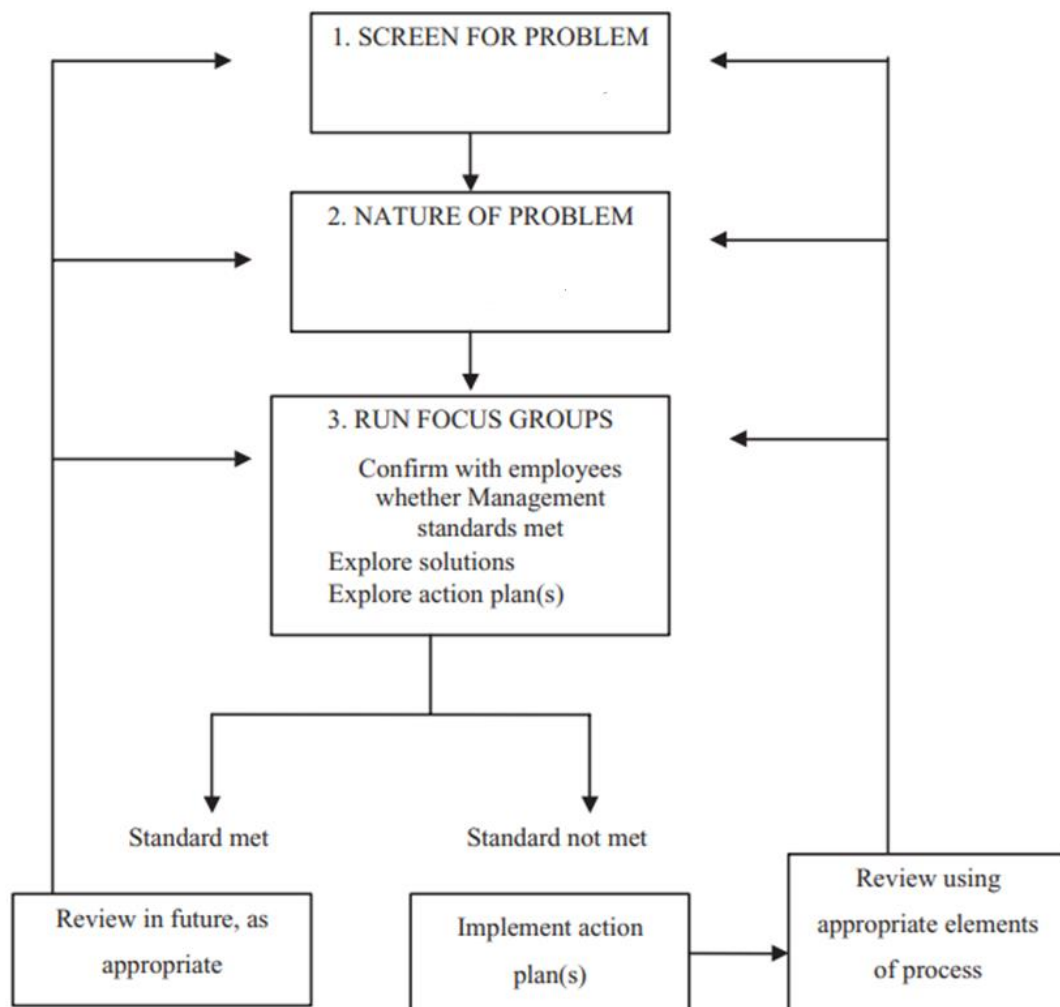 1. SCREEN FOR PROBLEM
2. NATURE OF PROBLEM
3. RUN FOCUS GROUPS
Confirm with employees
whether Management
standards met
Explore solutions
Explore action plan(s)
Standard met
Standard not met
Review in future, as
appropriate
Implement action
plan(s)
Review using
appropriate elements
of process